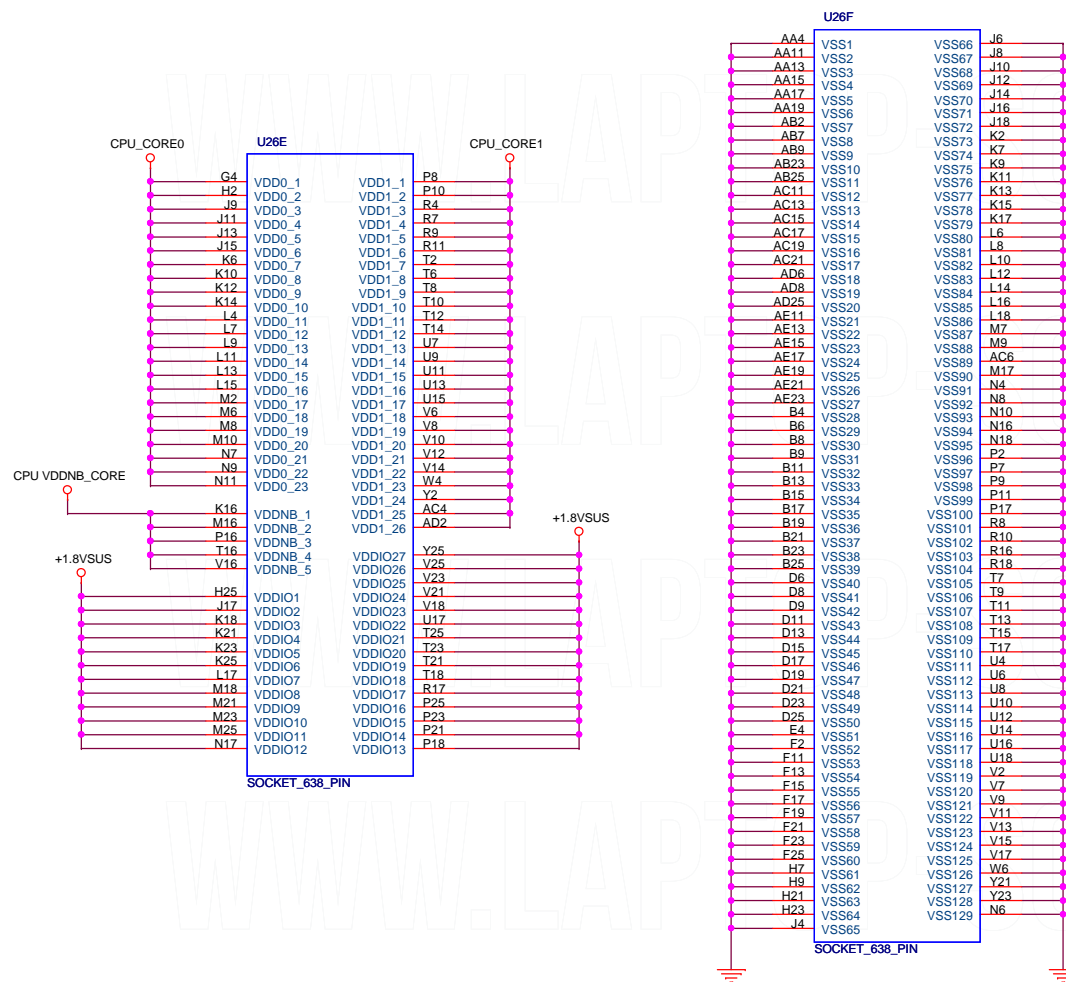 U26F
U26E
CPU_CORE0
CPU_CORE1
G4 VDD0_1 VDD1_1 P8
H2 VDD0_2 VDD1_2 P10
J9 VDD0_3 VDD1_3 R4
J11 VDD0_4 VDD1_4 R7
J13 VDD0_5 VDD1_5 R9
J15 VDD0_6 VDD1_6 R11
K6 VDD0_7 VDD1_7 T2
K10 VDD0_8 VDD1_8 T6
K12 VDD0_9 VDD1_9 T8
K14 VDD0_10 VDD1_10 T10
L4 VDD0_11 VDD1_11 T12
L7 VDD0_12 VDD1_12 T14
L9 VDD0_13 VDD1_13 U7
L11 VDD0_14 VDD1_14 U9
L13 VDD0_15 VDD1_15 U11
L15 VDD0_16 VDD1_16 U13
M2 VDD0_17 VDD1_17 U15
M6 VDD0_18 VDD1_18 V6
M8 VDD0_19 VDD1_19 V8
M10 VDD0_20 VDD1_20 V10
N7 VDD0_21 VDD1_21 V12
N9 VDD0_22 VDD1_22 V14
N11 VDD0_23 VDD1_23 W4
VDD1_24 Y2
CPU VDDNB_CORE
K16 VDDNB_1 VDD1_25 AC4
M16 VDDNB_2 VDD1_26 AD2
P16 VDDNB_3
T16 VDDNB_4 VDDIO27 Y25
V16 VDDNB_5 VDDIO26 V25
+1.8VSUS
+1.8VSUS
VDDIO25 V23
H25 VDDIO1 VDDIO24 V21
J17 VDDIO2 VDDIO23 V18
K18 VDDIO3 VDDIO22 U17
K21 VDDIO4 VDDIO21 T25
K23 VDDIO5 VDDIO20 T23
K25 VDDIO6 VDDIO19 T21
L17 VDDIO7 VDDIO18 T18
M18 VDDIO8 VDDIO17 R17
M21 VDDIO9 VDDIO16 P25
M23 VDDIO10 VDDIO15 P23
M25 VDDIO11 VDDIO14 P21
N17 VDDIO12 VDDIO13 P18
SOCKET_638_PIN
AA4 VSS1 VSS66 J6
AA11 VSS2 VSS67 J8
AA13 VSS3 VSS68 J10
AA15 VSS4 VSS69 J12
AA17 VSS5 VSS70 J14
AA19 VSS6 VSS71 J16
AB2 VSS7 VSS72 J18
AB7 VSS8 VSS73 K2
AB9 VSS9 VSS74 K7
AB23 VSS10 VSS75 K9
AB25 VSS11 VSS76 K11
AC11 VSS12 VSS77 K13
AC13 VSS13 VSS78 K15
AC15 VSS14 VSS79 K17
AC17 VSS15 VSS80 L6
AC19 VSS16 VSS81 L8
AC21 VSS17 VSS82 L10
AD6 VSS18 VSS83 L12
AD8 VSS19 VSS84 L14
AD25 VSS20 VSS85 L16
AE11 VSS21 VSS86 L18
AE13 VSS22 VSS87 M7
AE15 VSS23 VSS88 M9
AE17 VSS24 VSS89 AC6
AE19 VSS25 VSS90 M17
AE21 VSS26 VSS91 N4
AE23 VSS27 VSS92 N8
B4 VSS28 VSS93 N10
B6 VSS29 VSS94 N16
B8 VSS30 VSS95 N18
B9 VSS31 VSS96 P2
B11 VSS32 VSS97 P7
B13 VSS33 VSS98 P9
B15 VSS34 VSS99 P11
B17 VSS35 VSS100 P17
B19 VSS36 VSS101 R8
B21 VSS37 VSS102 R10
B23 VSS38 VSS103 R16
B25 VSS39 VSS104 R18
D6 VSS40 VSS105 T7
D8 VSS41 VSS106 T9
D9 VSS42 VSS107 T11
D11 VSS43 VSS108 T13
D13 VSS44 VSS109 T15
D15 VSS45 VSS110 T17
D17 VSS46 VSS111 U4
D19 VSS47 VSS112 U6
D21 VSS48 VSS113 U8
D23 VSS49 VSS114 U10
D25 VSS50 VSS115 U12
E4 VSS51 VSS116 U14
F2 VSS52 VSS117 U16
F11 VSS53 VSS118 U18
F13 VSS54 VSS119 V2
F15 VSS55 VSS120 V7
F17 VSS56 VSS121 V9
F19 VSS57 VSS122 V11
F21 VSS58 VSS123 V13
F23 VSS59 VSS124 V15
F25 VSS60 VSS125 V17
H7 VSS61 VSS126 W6
H9 VSS62 VSS127 Y21
H21 VSS63 VSS128 Y23
H23 VSS64 VSS129 N6
J4 VSS65
SOCKET_638_PIN